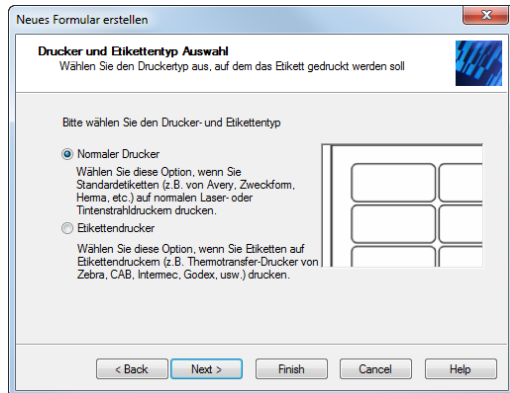 Neues Formular erstellen
Drucker und Etikettentyp Auswahl
Wählen Sie den Druckertyp aus, auf dem das Etikett gedruckt werden soll
Bitte wählen Sie den Drucker- und Etikettentyp
Normaler Drucker
Wählen Sie diese Option, wenn Sie
Standardetiketten (z.B. von Avery, Zweckform,
Herma, etc.) auf normalen Laser- oder
Tintenstrahldruckern drucken.
Etikettendrucker
Wählen Sie diese Option, wenn Sie Etiketten auf
Etikettendruckern (z.B. Thermotransfer-Drucker von
Zebra, CAB, Intermec, Godex, usw.) drucken.
< Back Next > Finish Cancel Help